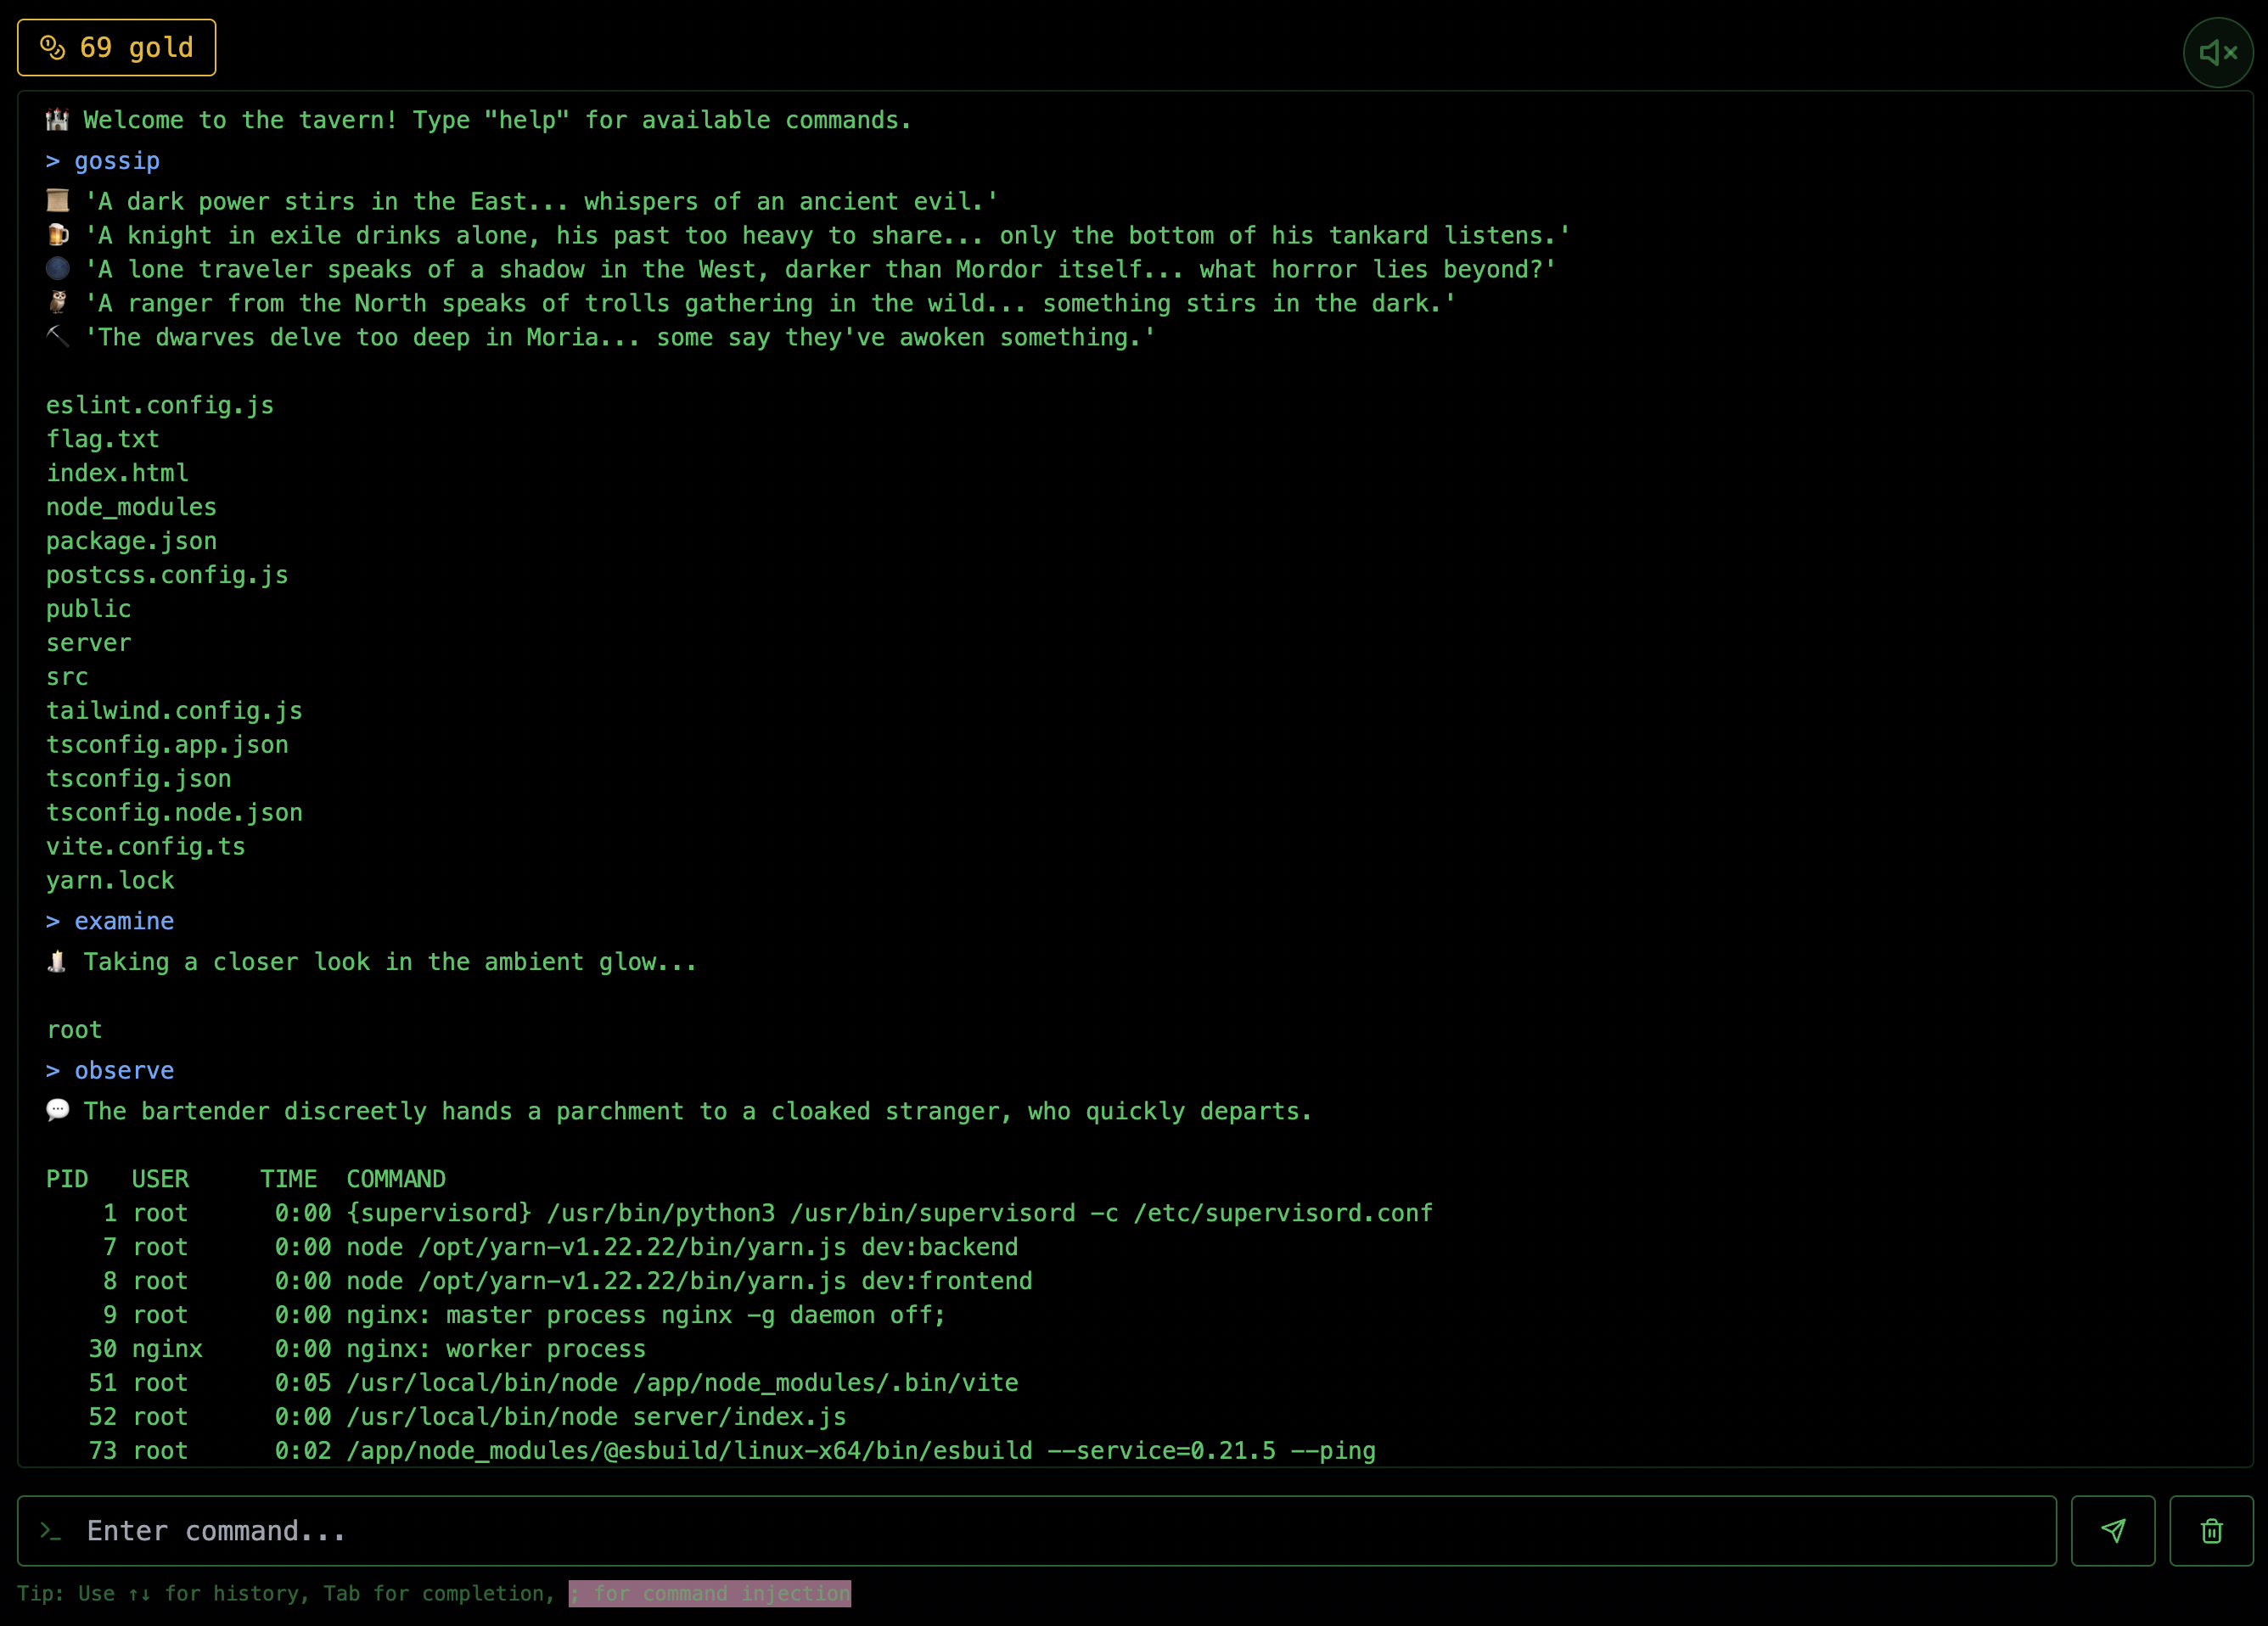 69 gold
Welcome to the tavern! Type "help" for available commands.
> gossip
'A dark power stirs in the East... whispers of an ancient evil.'
'A knight in exile drinks alone, his past too heavy to share... only the bottom of his tankard listens.'
'A lone traveler speaks of a shadow in the West, darker than Mordor itself... what horror lies beyond?'
'A ranger from the North speaks of trolls gathering in the wild... something stirs in the dark.'
'The dwarves delve too deep in Moria... some say they've awoken something.'
eslint.config.js
flag.txt
index.html
node_modules
package.json
postcss.config.js
public
server
src
tailwind.config.js
tsconfig.app.json
tsconfig.json
tsconfig.node.json
vite.config.ts
yarn.lock
> examine
Taking a closer look in the ambient glow...
root
> observe
The bartender discreetly hands a parchment to a cloaked stranger, who quickly departs.
PID   USER     TIME  COMMAND
    1 root      0:00 {supervisord} /usr/bin/python3 /usr/bin/supervisord -c /etc/supervisord.conf
    7 root      0:00 node /opt/yarn-v1.22.22/bin/yarn.js dev:backend
    8 root      0:00 node /opt/yarn-v1.22.22/bin/yarn.js dev:frontend
    9 root      0:00 nginx: master process nginx -g daemon off;
   30 nginx     0:00 nginx: worker process
   51 root      0:05 /usr/local/bin/node /app/node_modules/.bin/vite
   52 root      0:00 /usr/local/bin/node server/index.js
   73 root      0:02 /app/node_modules/@esbuild/linux-x64/bin/esbuild --service=0.21.5 --ping
>_ Enter command...
Tip: Use ↑↓ for history, Tab for completion, ; for command injection